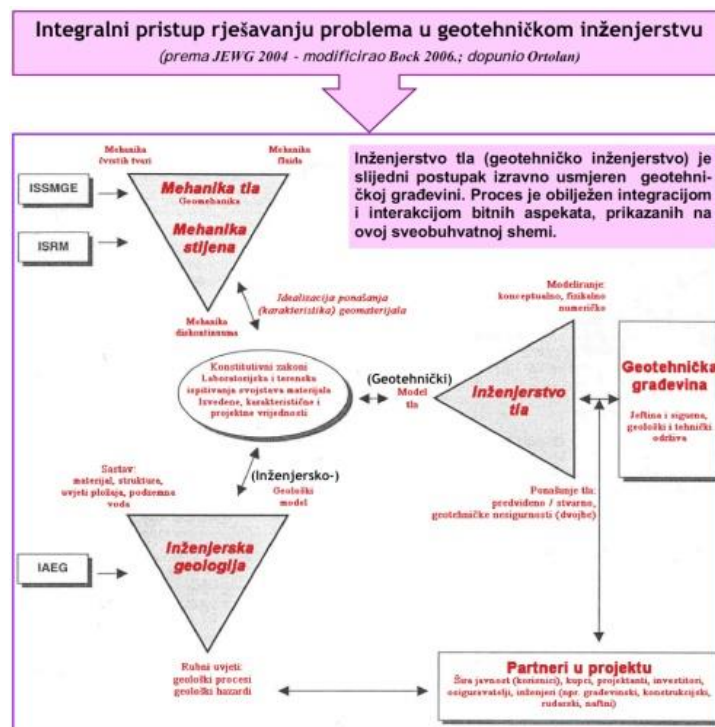 Integralni pristup rješavanju problema u geotehničkom inženjerstvu
(prema JEWG 2004 - modificirao Bock 2006.; dopunio Ortolan)
Mehanika
čvrstih tvari
Mehanika
fluida
Inženjerstvo tla (geotehničko inženjerstvo) je
slijedni postupak izravno usmjeren geotehni-
čkoj građevini. Proces je obilježen integracijom
i interakcijom bitnih aspekata, prikazanih na
ovoj sveobuhvatnoj shemi.
ISSMGE
ISRM
Mehanika tla
Geomehanika
Mehanika
stijena
Idealizacija ponašanja
(karakteristika) geomaterijala
Mehanika
diskontinuuma
Modeliranje:
konceptualno, fizikalno
numeričko
Konstitutivni zakoni
Laboratorijska i terenska
ispitivanja svojstava materijala
Izvedene, karakteristične i
projektne vrijednosti
(Geotehnički)
Model
tla
Inženjerstvo
tla
Geotehnička
građevina
Jeftina i sigurna,
geološki i tehnički
održiva
Sastav:
materijal, struktura,
uvjeti pložaja, podzemna
voda
(Inženjersko-)
Geološki
model
Ponašanje tla:
predviđeno / stvarno,
geotehničke nesigurnosti (dvojbe)
IAEG
Inženjerska
geologija
Rubni uvjeti:
geološki procesi
geološki hazardi
Partneri u projektu
Šira javnost (korisnici), kupci, projektanti, investitori,
osiguravatelji, inženjeri (npr. građevinski, konstrukcijski,
rudarski, naftni)